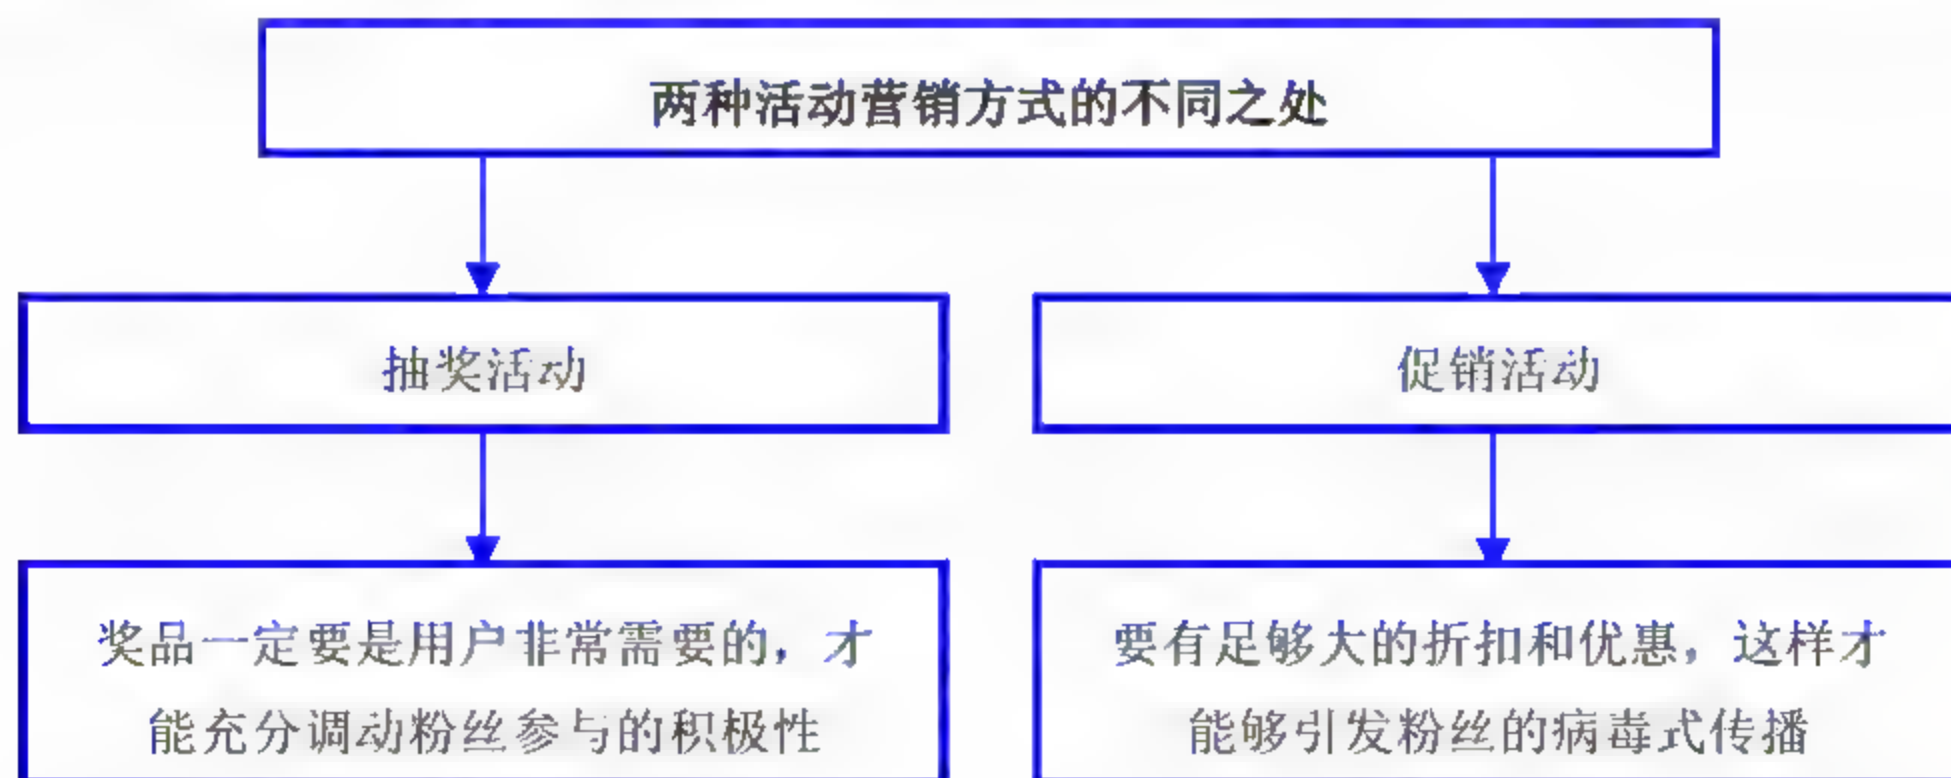 两种活动营销方式的不同之处
抽奖活动
促销活动
奖品一定要是用户非常需要的，才
能充分调动粉丝参与的积极性
要有足够大的折扣和优惠，这样才
能够引发粉丝的病毒式传播